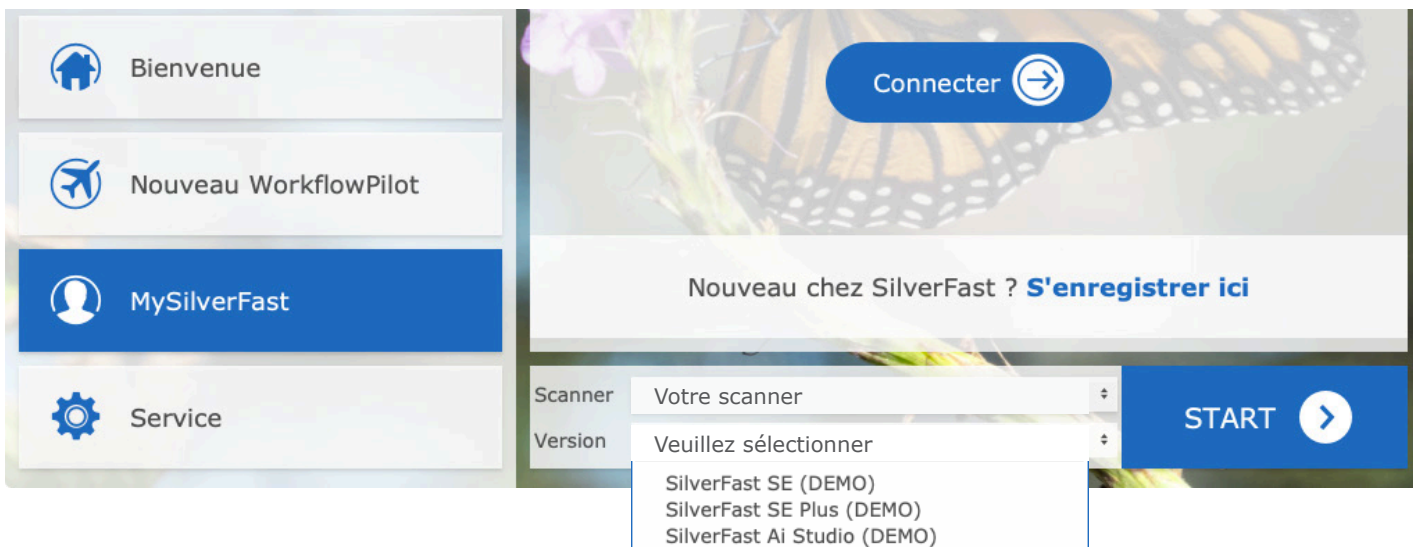 Bienvenue
Nouveau WorkflowPilot
MySilverFast
Service
Connecter
Nouveau chez SilverFast ? S'enregistrer ici
Scanner Votre scanner
Version Veuillez sélectionner
START
SilverFast SE (DEMO)
SilverFast SE Plus (DEMO)
SilverFast Ai Studio (DEMO)